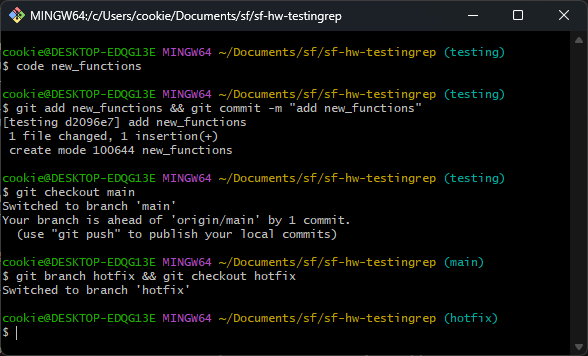 MINGW64:/c/Users/cookie/Documents/sf/sf-hw-testingrep
cookie@DESKTOP-EDQG13E MINGW64 ~/Documents/sf/sf-hw-testingrep (testing)
$ code new_functions
cookie@DESKTOP-EDQG13E MINGW64 ~/Documents/sf/sf-hw-testingrep (testing)
$ git add new_functions && git commit -m "add new_functions"
[testing d2096e7] add new_functions
 1 file changed, 1 insertion(+)
 create mode 100644 new_functions
cookie@DESKTOP-EDQG13E MINGW64 ~/Documents/sf/sf-hw-testingrep (testing)
$ git checkout main
Switched to branch 'main'
Your branch is ahead of 'origin/main' by 1 commit.
  (use "git push" to publish your local commits)
cookie@DESKTOP-EDQG13E MINGW64 ~/Documents/sf/sf-hw-testingrep (main)
$ git branch hotfix && git checkout hotfix
Switched to branch 'hotfix'
cookie@DESKTOP-EDQG13E MINGW64 ~/Documents/sf/sf-hw-testingrep (hotfix)
$